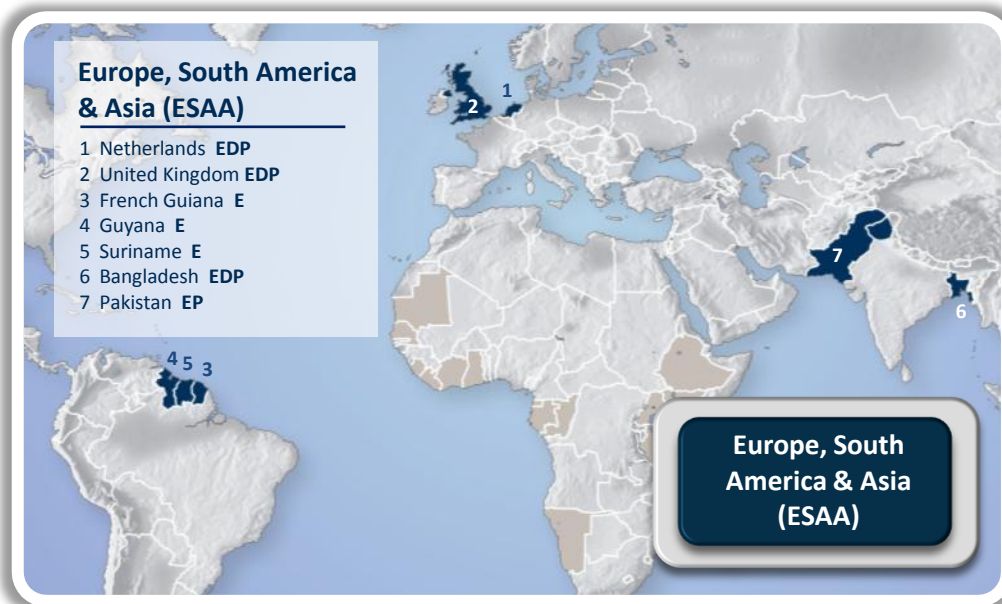 Europe, South America
& Asia (ESAA)
1 Netherlands EDP
2 United Kingdom EDP
3 French Guiana E
4 Guyana E
5 Suriname E
6 Bangladesh EDP
7 Pakistan EP
1
2
7
6
4
5
3
Europe, South
America & Asia
(ESAA)